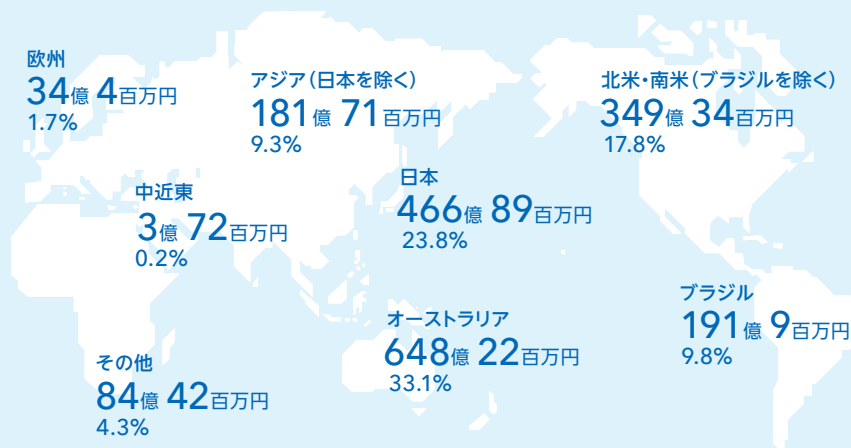 欧州
34億 4百万円
1.7%
アジア（日本を除く）
181億 71百万円
9.3%
北米・南米（ブラジルを除く）
349億 34百万円
17.8%
中近東
3億 72百万円
0.2%
日本
466億 89百万円
23.8%
ブラジル
191億 9百万円
9.8%
オーストラリア
648億 22百万円
33.1%
その他
84億 42百万円
4.3%